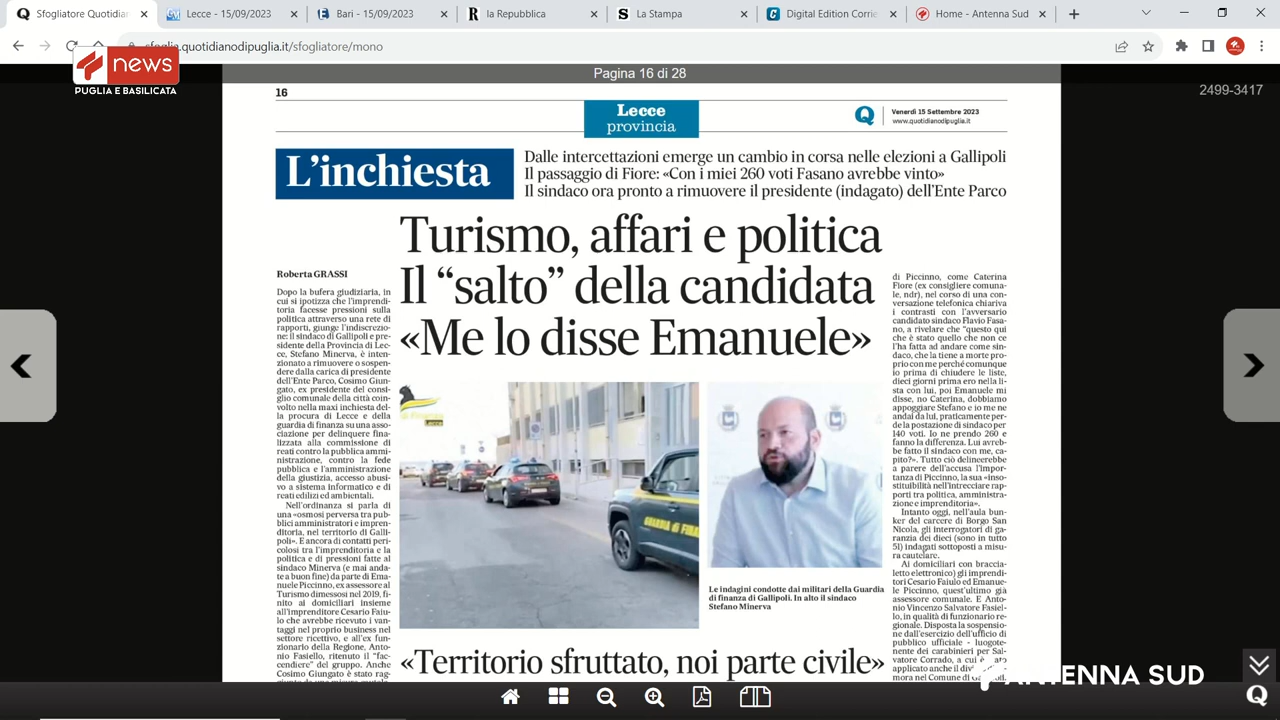 Sfogliatore Quotidian
Lecce - 15/09/2023
Bari - 15/09/2023
la Repubblica
La Stampa
Digital Edition Corrie
Home - Antenna Sud
sfoglia.quotidianodipuglia.it/sfogliatore/mono
news
PUGLIA E BASILICATA
Pagina 16 di 28
2499-3417
16
Lecce
provincia
Venerdì 15 Settembre 2023
www.quotidianodipuglia.it
L'inchiesta
Dalle intercettazioni emerge un cambio in corsa nelle elezioni a Gallipoli
Il passaggio di Fiore: «Con i miei 260 voti Fasano avrebbe vinto»
Il sindaco ora pronto a rimuovere il presidente (indagato) dell'Ente Parco
Turismo, affari e politica
Il “salto” della candidata
«Me lo disse Emanuele»
Roberta GRASSI
Dopo la bufera giudiziaria, in
cui si ipotizza che l'imprendi-
toria facesse pressioni sulla
politica attraverso una rete di
rapporti, giunge l'indiscrezio-
ne: il sindaco di Gallipoli e pre-
sidente della Provincia di Lec-
ce, Stefano Minerva, è inten-
zionato a rimuovere o sospen-
dere dalla carica di presidente
dell'Ente Parco, Cosimo Giun-
gato, ex presidente del consi-
glio comunale della città coin-
volto nella maxi inchiesta del-
la procura di Lecce e della
guardia di finanza su una asso-
ciazione per delinquere fina-
lizzata alla commissione di
reati contro la pubblica ammi-
nistrazione, contro la fede
pubblica e l'amministrazione
della giustizia, accesso abusi-
vo a sistema informatico e di
reati edilizi ed ambientali.
Nell'ordinanza si parla di
una «osmosi perversa tra pub-
blici amministratori e impren-
ditoria, nel territorio di Galli-
poli». E ancora di contatti peri-
colosi tra l'imprenditoria e la
politica e di pressioni fatte al
sindaco Minerva (e mai anda-
te a buon fine) da parte di Ema-
nuele Piccinno, ex assessore al
Turismo dimessosi nel 2019, fi-
nito ai domiciliari insieme
all'imprenditore Cesario Faiu-
lo che avrebbe ricevuto i van-
taggi nel proprio business nel
settore ricettivo, e all'ex fun-
zionario della Regione, Anto-
nio Fasiello, ritenuto il “fac-
cendiere” del gruppo. Anche
Cosimo Giungato è stato rag-
Lecce
GUARDIA DI FINA
Le indagini condotte dai militari della Guardia
di finanza di Gallipoli. In alto il sindaco
Stefano Minerva
«Territorio sfruttato, noi parte civile»
di Piccinno, come Caterina
Fiore (ex consigliere comuna-
le, ndr), nel corso di una con-
versazione telefonica chiariva
i contrasti con l'avversario
candidato sindaco Flavio Fasa-
no, a rivelare che “questo qui
che è stato quello che non ce
l'ha fatta ad andare come sin-
daco, che la tiene a morte pro-
prio con me perché comunque
io prima di chiudere le liste,
dieci giorni prima ero nella li-
sta con lui, poi Emanuele mi
disse, no Caterina, dobbiamo
appoggiare Stefano e io me ne
andai da lui, praticamente per-
de la postazione di sindaco per
140 voti. Io ne prendo 260 e
fanno la differenza. Lui avreb-
be fatto il sindaco con me, ca-
pito?». Tutto ciò delineerebbe
a parere dell'accusa l'impor-
tanza di Piccinno, la sua «inso-
stituibilità nell'intrecciare rap-
porti tra politica, amministra-
zione e imprenditoria».
Intanto oggi, nell'aula bun-
ker del carcere di Borgo San
Nicola, gli interrogatori di ga-
ranzia dei dieci (sono in tutto
51) indagati sottoposti a misu-
ra cautelare.
Ai domiciliari con braccia-
letto elettronico) gli imprendi-
tori Cesario Faiulo ed Emanue-
le Piccinno, quest'ultimo già
assessore comunale. E Anto-
nio Vincenzo Salvatore Fasiel-
lo, in qualità di funzionario re-
gionale. Disposta la sospensio-
ne dall'esercizio dell'ufficio di
pubblico ufficiale - luogote-
nente dei carabinieri per Sal-
vatore Corrado, a cui è stato
applicato anche il
mora nel Comune di
ANTENNA SUD